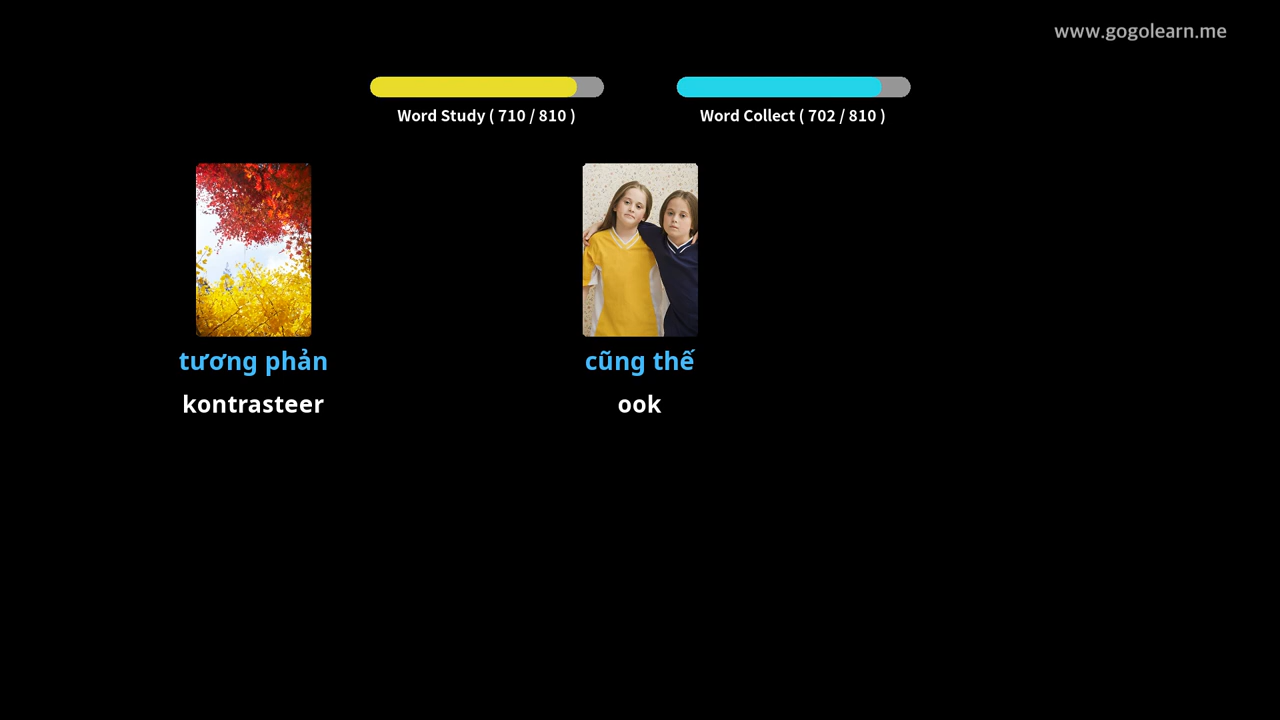 www.gogolearn.me
Word Study ( 710 / 810 )
Word Collect ( 702 / 810 )
tương phản
kontrasteer
cũng thế
ook